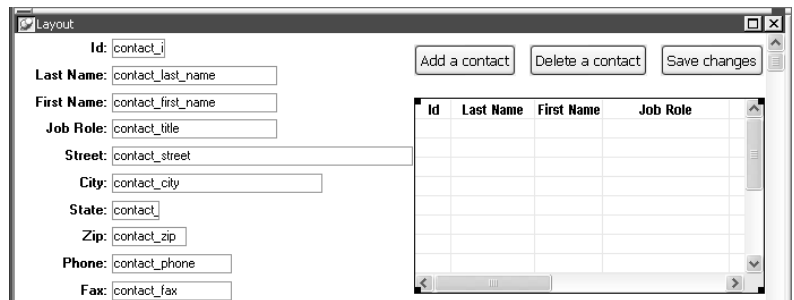 Layout
Id: contact_i
Last Name: contact_last_name
First Name: contact_first_name
Job Role: contact_title
Street: contact_street
City: contact_city
State: contact_
Zip: contact_zip
Phone: contact_phone
Fax: contact_fax
Add a contact Delete a contact Save changes
Id Last Name First Name Job Role